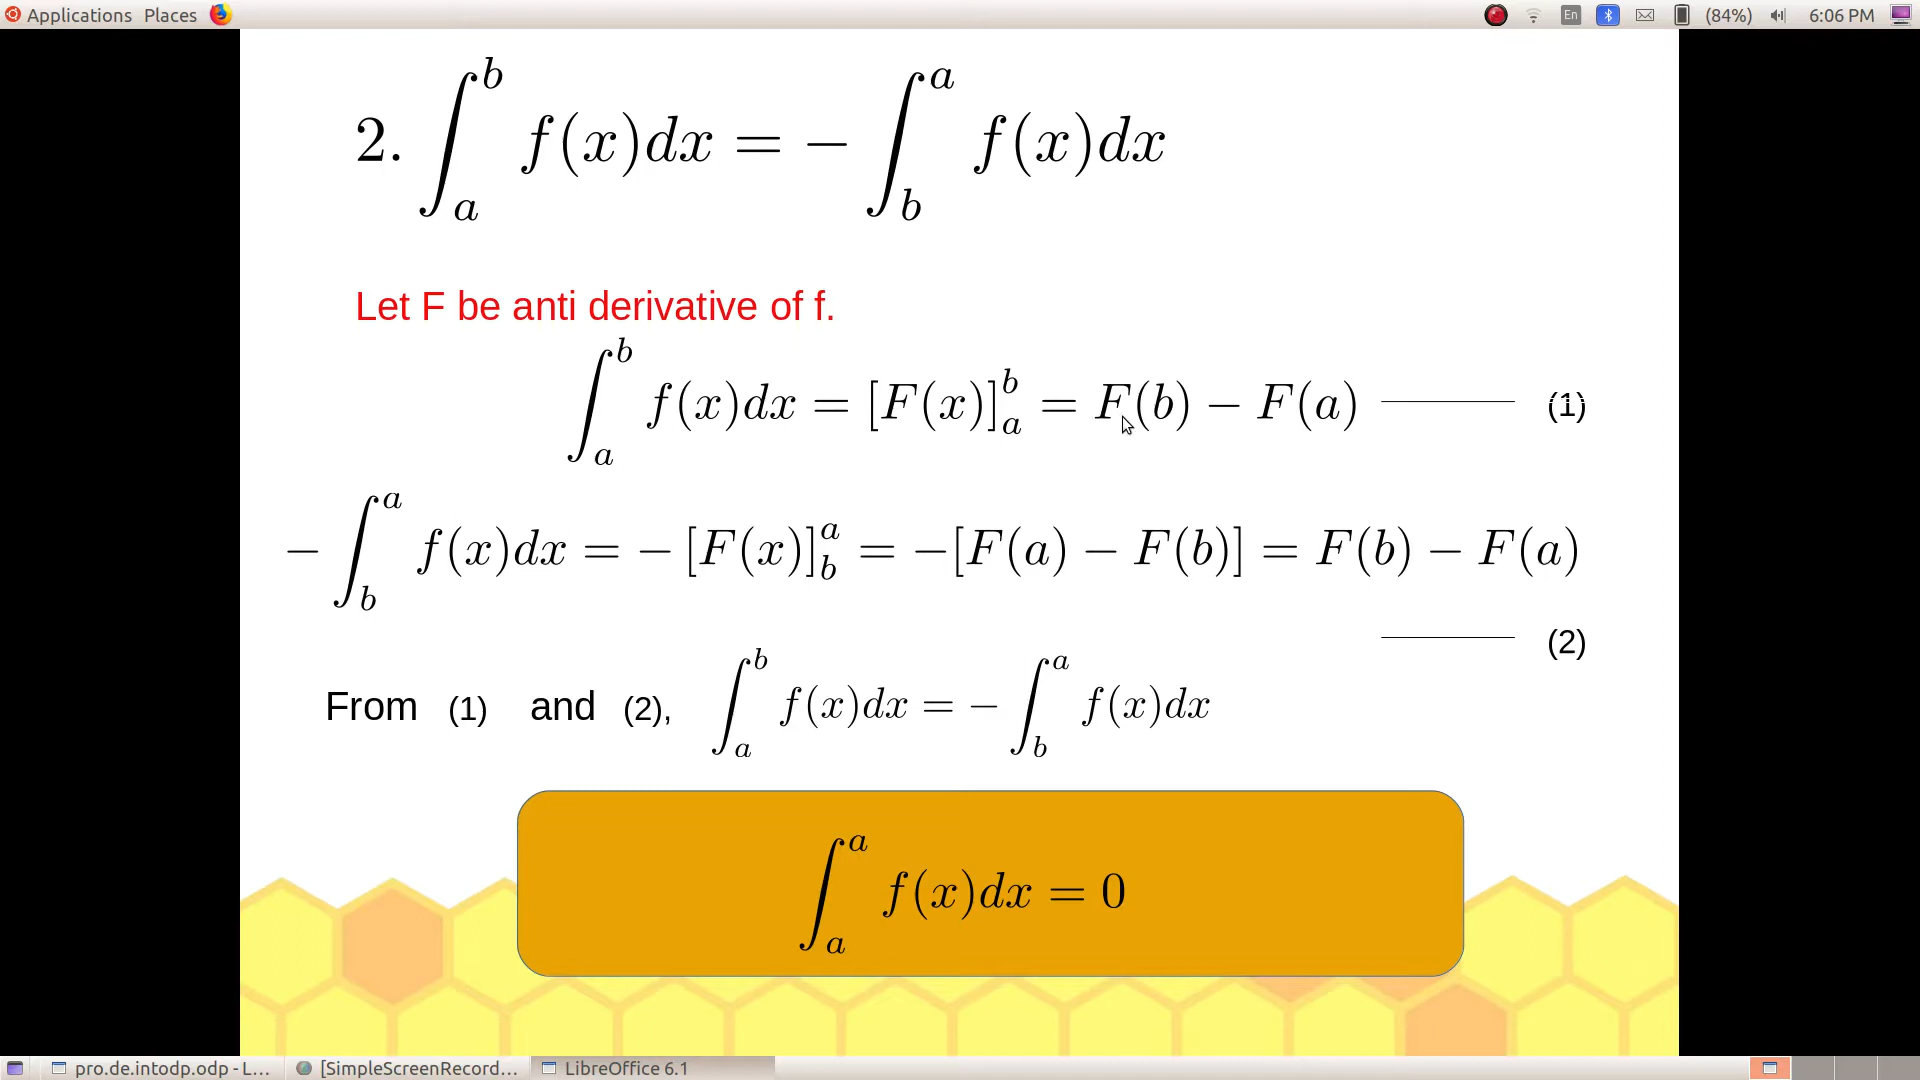 Applications Places En (84%) 6:06 PM
2. ∫_a^b f(x)dx = − ∫_b^a f(x)dx
Let F be anti derivative of f.
∫_a^b f(x)dx = [F(x)]_a^b = F(b) − F(a) (1)
− ∫_b^a f(x)dx = − [F(x)]_b^a = −[F(a) − F(b)] = F(b) − F(a)
(2)
From (1) and (2), ∫_a^b f(x)dx = − ∫_b^a f(x)dx
∫_a^a f(x)dx = 0
pro.de.intodp.odp - L... [SimpleScreenRecord... LibreOffice 6.1